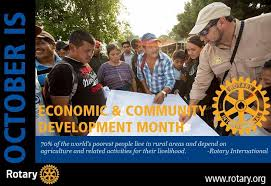 OCTOBER IS
ECONOMIC & COMMUNITY
DEVELOPMENT MONTH
70% of the world's poorest people live in rural areas and depend on
agriculture and related activities for their livelihood.
-Rotary International
Rotary
www.rotary.org